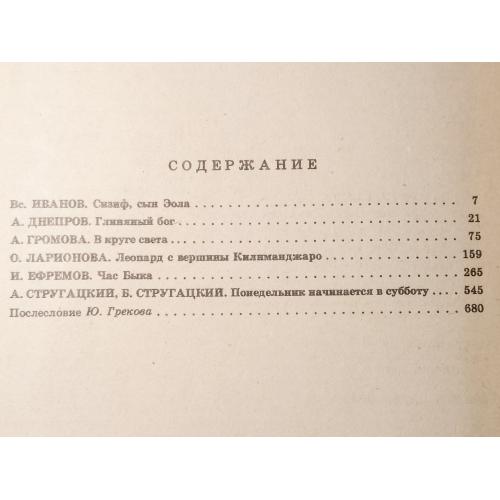 СОДЕРЖАНИЕ
Вс. ИВАНОВ. Сизиф, сын Эола . . . . . . . . . . . . . . . . . . 7
А. ДНЕПРОВ. Глиняный бог . . . . . . . . . . . . . . . . . . . 21
А. ГРОМОВА. В круге света . . . . . . . . . . . . . . . . . . . 75
О. ЛАРИОНОВА. Леопард с вершины Килиманджаро . . . . . . 159
И. ЕФРЕМОВ. Час Быка . . . . . . . . . . . . . . . . . . . . . 265
А. СТРУГАЦКИЙ, Б. СТРУГАЦКИЙ. Понедельник начинается в субботу . . . . 545
Послесловие Ю. Грекова . . . . . . . . . . . . . . . . . . . . 680